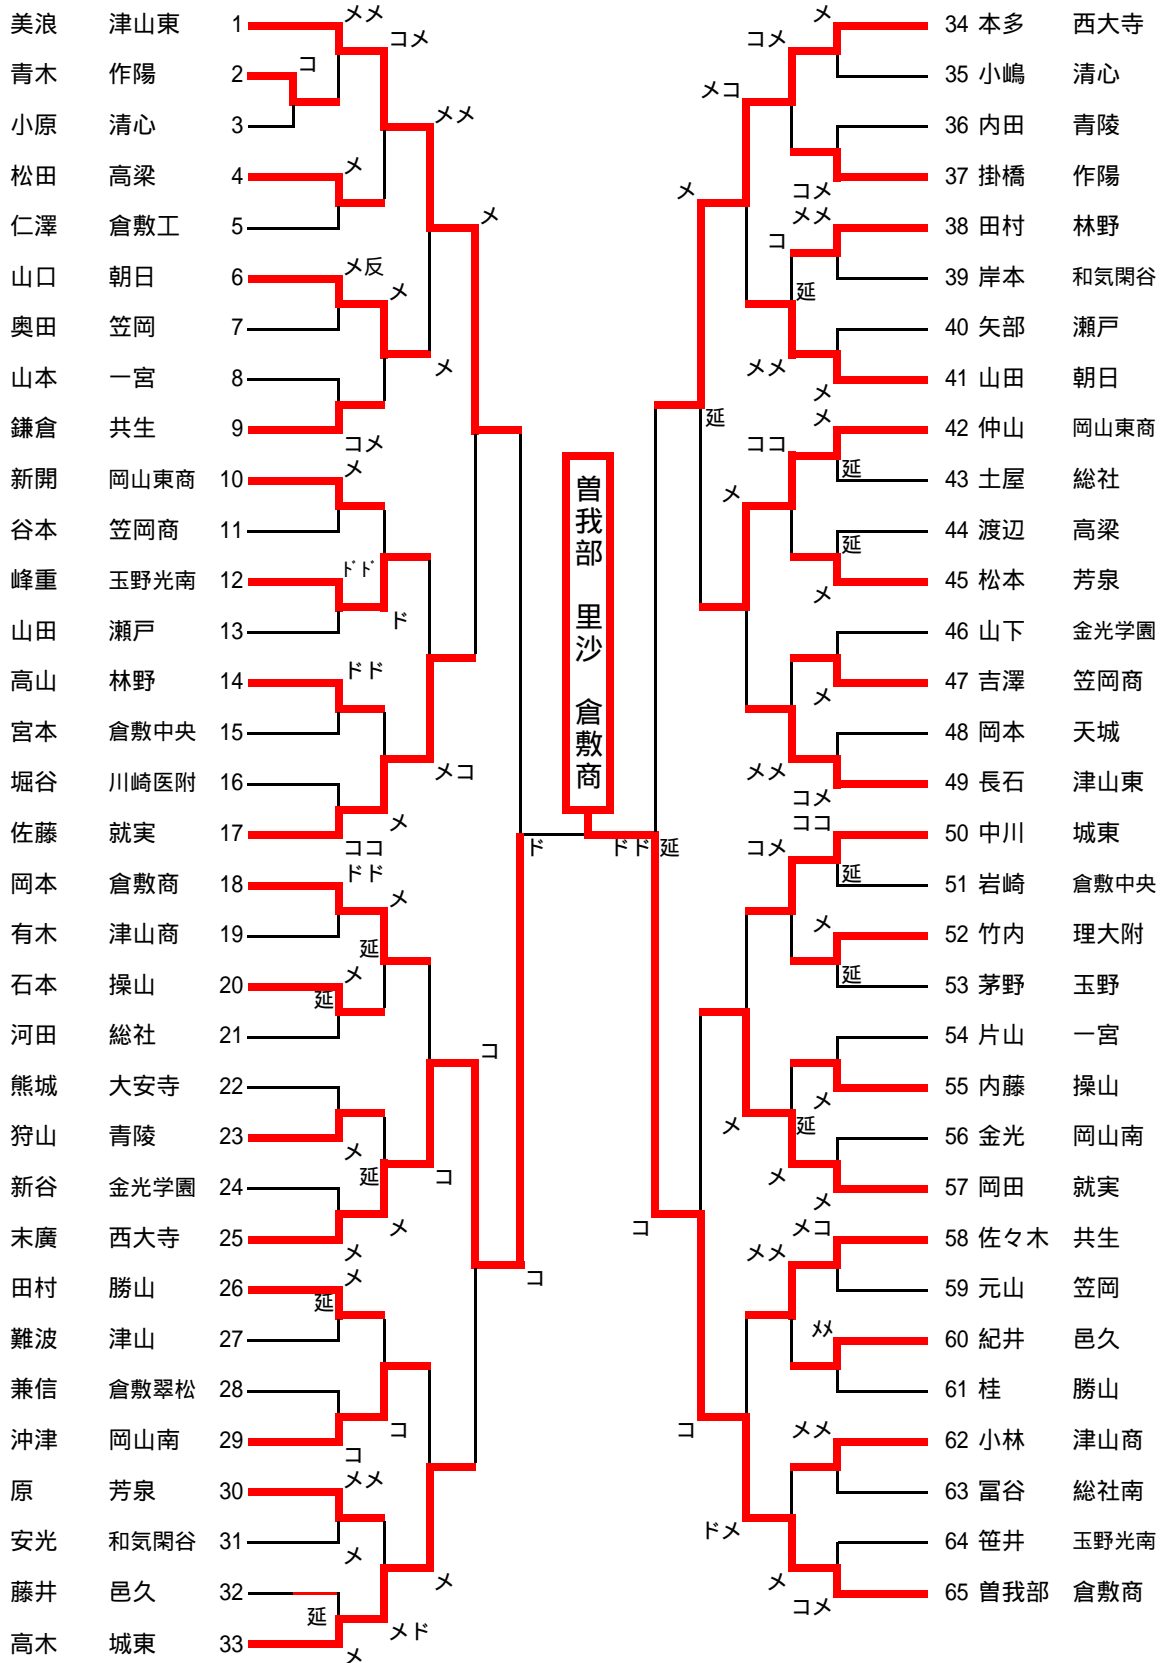 美浪 津山東 1
青木 作陽 2
小原 清心 3
松田 高梁 4
仁澤 倉敷工 5
山口 朝日 6
奥田 笠岡 7
山本 一宮 8
鎌倉 共生 9
新開 岡山東商 10
谷本 笠岡商 11
峰重 玉野光南 12
山田 瀬戸 13
高山 林野 14
宮本 倉敷中央 15
堀谷 川崎医附 16
佐藤 就実 17
岡本 倉敷商 18
有木 津山商 19
石本 操山 20
河田 総社 21
熊城 大安寺 22
狩山 青陵 23
新谷 金光学園 24
末廣 西大寺 25
田村 勝山 26
難波 津山 27
兼信 倉敷翠松 28
沖津 岡山南 29
原 芳泉 30
安光 和気閑谷 31
藤井 邑久 32
高木 城東 33
メメ
コ
コメ
メ
メメ
メ反
メ
コメ
メ
メ
メ
ドド
ド
ドド
メコ
メ
ココ
ドド
メ
延
メ
延
コ
メ
延
メ
コ
メ
メ
延
コ
コ
コ
メメ
メ
メ
延
メド
メ
ド
曽我部 里沙 倉敷商
ドド 延
34 本多 西大寺
35 小嶋 清心
36 内田 青陵
37 掛橋 作陽
38 田村 林野
39 岸本 和気閑谷
40 矢部 瀬戸
41 山田 朝日
42 仲山 岡山東商
43 土屋 総社
44 渡辺 高梁
45 松本 芳泉
46 山下 金光学園
47 吉澤 笠岡商
48 岡本 天城
49 長石 津山東
50 中川 城東
51 岩崎 倉敷中央
52 竹内 理大附
53 茅野 玉野
54 片山 一宮
55 内藤 操山
56 金光 岡山南
57 岡田 就実
58 佐々木 共生
59 元山 笠岡
60 紀井 邑久
61 桂 勝山
62 小林 津山商
63 冨谷 総社南
64 笹井 玉野光南
65 曽我部 倉敷商
メ
コメ
メコ
コメ
メ
メメ
コ
延
メメ
メ
延
メ
ココ
延
メ
延
メ
メ
メメ
コメ
ココ
コメ
延
メ
延
メ
メ
延
メ
メ
コ
メコ
メメ
メメ
コ
メメ
ドメ
メ
コメ